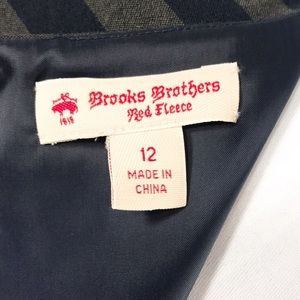 Brooks Brothers
Red Fleece
1818
12
MADE IN
CHINA